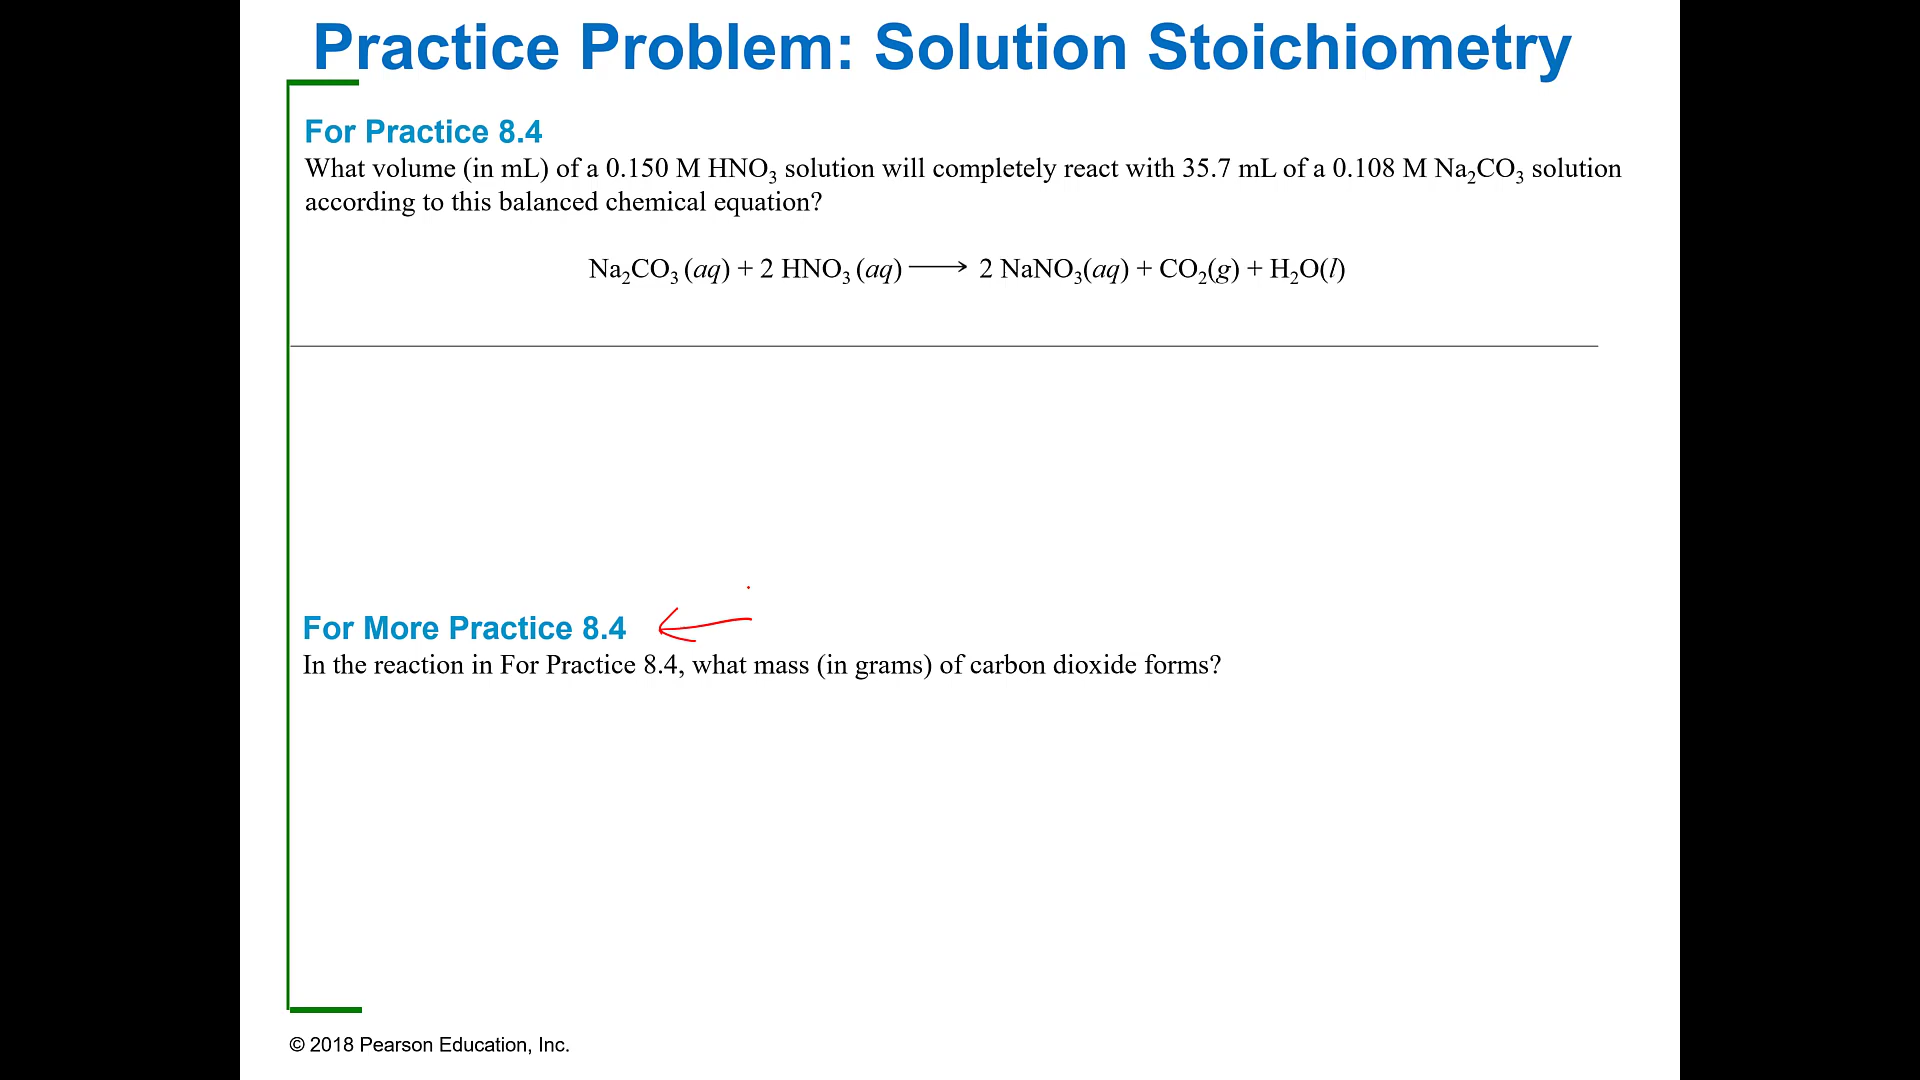 Practice Problem: Solution Stoichiometry
For Practice 8.4
What volume (in mL) of a 0.150 M HNO₃ solution will completely react with 35.7 mL of a 0.108 M Na₂CO₃ solution
according to this balanced chemical equation?
Na₂CO₃ (aq) + 2 HNO₃ (aq) ⟶ 2 NaNO₃(aq) + CO₂(g) + H₂O(l)
For More Practice 8.4
In the reaction in For Practice 8.4, what mass (in grams) of carbon dioxide forms?
© 2018 Pearson Education, Inc.